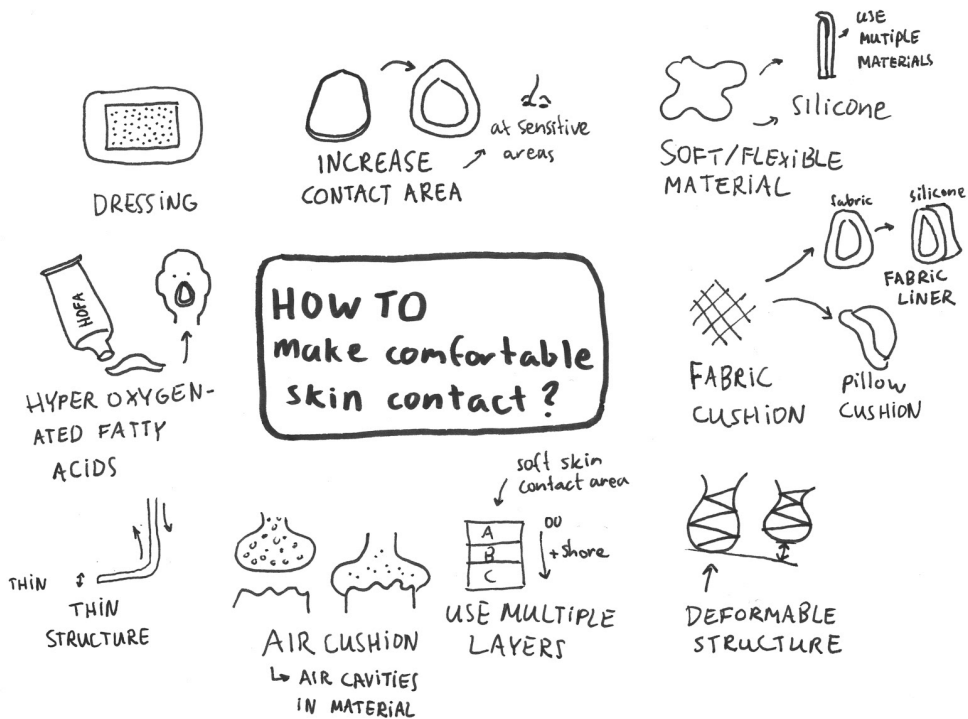 HOW TO
make comfortable
skin contact?
DRESSING
INCREASE
CONTACT AREA
at sensitive
areas
USE
MUTIPLE
MATERIALS
SILICONE
SOFT/FLEXIBLE
MATERIAL
fabric
silicone
FABRIC
LINER
FABRIC
CUSHION
PILLOW
CUSHION
HOFA
HYPER OXYGEN-
ATED FATTY
ACIDS
THIN
THIN
STRUCTURE
AIR CUSHION
AIR CAVITIES
IN MATERIAL
soft skin
contact area
A
B
C
00
+ shore
USE MULTIPLE
LAYERS
DEFORMABLE
STRUCTURE